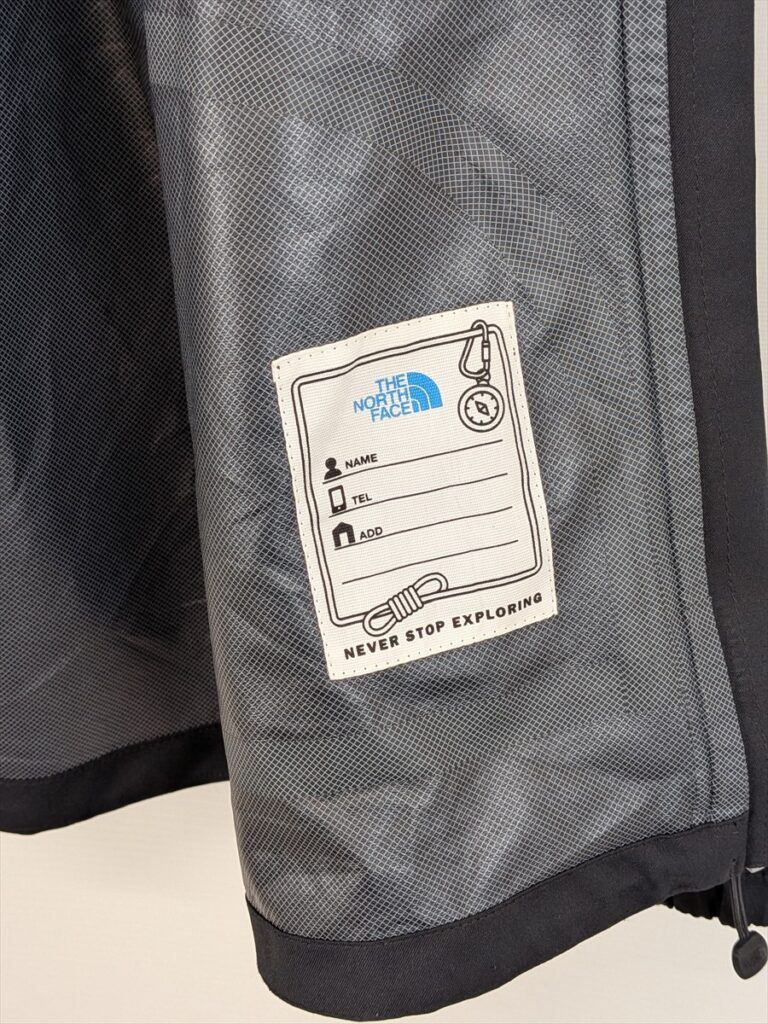 THE
NORTH
FACE
NAME
TEL
ADD
NEVER STOP EXPLORING